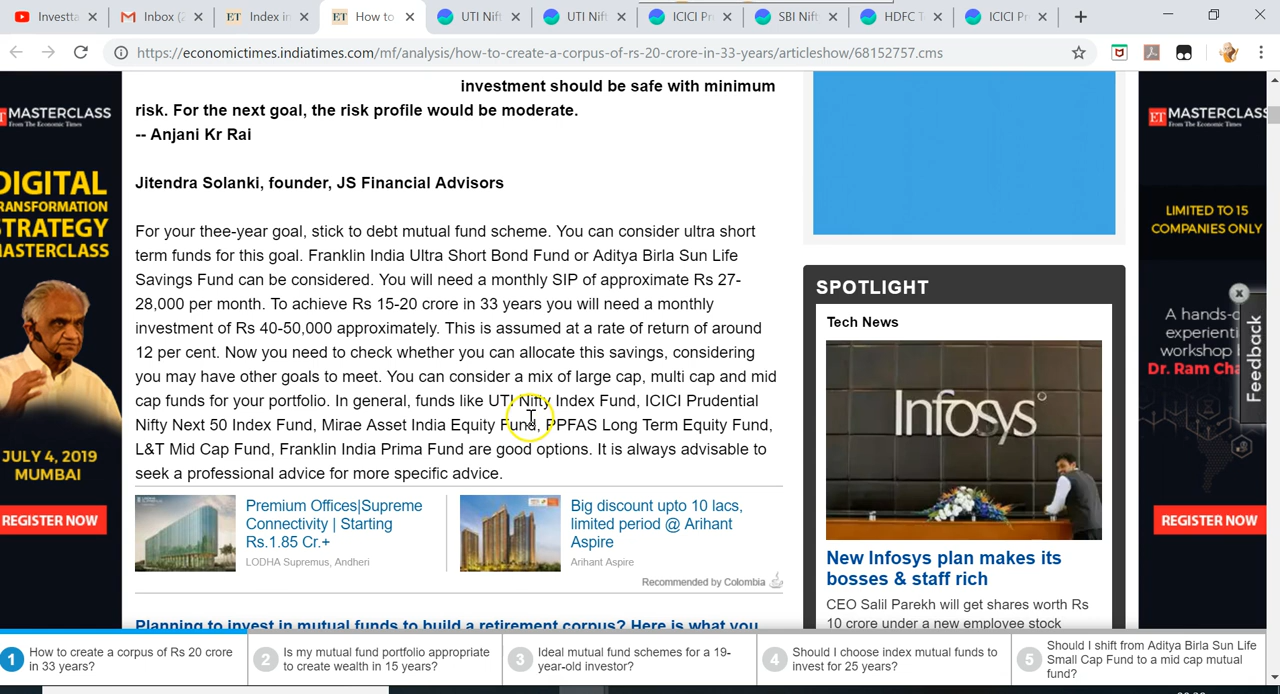 Investta
Inbox (
ET Index
ET How to
UTI Nift
UTI Nift
ICICI Pr
SBI Nift
HDFC T
ICICI Pr
https://economictimes.indiatimes.com/mf/analysis/how-to-create-a-corpus-of-rs-20-crore-in-33-years/articleshow/68152757.cms
investment should be safe with minimum
risk. For the next goal, the risk profile would be moderate.
-- Anjani Kr Rai
Jitendra Solanki, founder, JS Financial Advisors
For your thee-year goal, stick to debt mutual fund scheme. You can consider ultra short
term funds for this goal. Franklin India Ultra Short Bond Fund or Aditya Birla Sun Life
Savings Fund can be considered. You will need a monthly SIP of approximate Rs 27-
28,000 per month. To achieve Rs 15-20 crore in 33 years you will need a monthly
investment of Rs 40-50,000 approximately. This is assumed at a rate of return of around
12 per cent. Now you need to check whether you can allocate this savings, considering
you may have other goals to meet. You can consider a mix of large cap, multi cap and mid
cap funds for your portfolio. In general, funds like UTI Nifty Index Fund, ICICI Prudential
Nifty Next 50 Index Fund, Mirae Asset India Equity Fund, PPFAS Long Term Equity Fund,
L&T Mid Cap Fund, Franklin India Prima Fund are good options. It is always advisable to
seek a professional advice for more specific advice.
Premium Offices|Supreme
Connectivity | Starting
Rs.1.85 Cr.+
LODHA Supremus, Powai
Big discount upto 10 lacs,
limited period @ Arihant
Aspire
Arihant Aspire
Recommended by Colombia
Planning to invest in mutual funds to build a retirement corpus? Here is what you
MASTERCLASS
From The Economic Times
DIGITAL
TRANSFORMATION
STRATEGY
MASTERCLASS
JULY 4, 2019
MUMBAI
REGISTER NOW
SPOTLIGHT
Tech News
Infosys
New Infosys plan makes its
bosses & staff rich
CEO Salil Parekh will get shares worth Rs
10 crore under a new employee stock
ET MASTERCLASS
From The Economic Times
LIMITED TO 15
COMPANIES ONLY
Feedback
A hands-o
experienti
workshop
Dr. Ram Cha
REGISTER NOW
1 How to create a corpus of Rs 20 crore
in 33 years?
2 Is my mutual fund portfolio appropriate
to create wealth in 15 years?
3 Ideal mutual fund schemes for a 19-
year-old investor?
4 Should I choose index mutual funds to
invest for 25 years?
5 Should I shift from Aditya Birla Sun Life
Small Cap Fund to a mid cap mutual
fund?